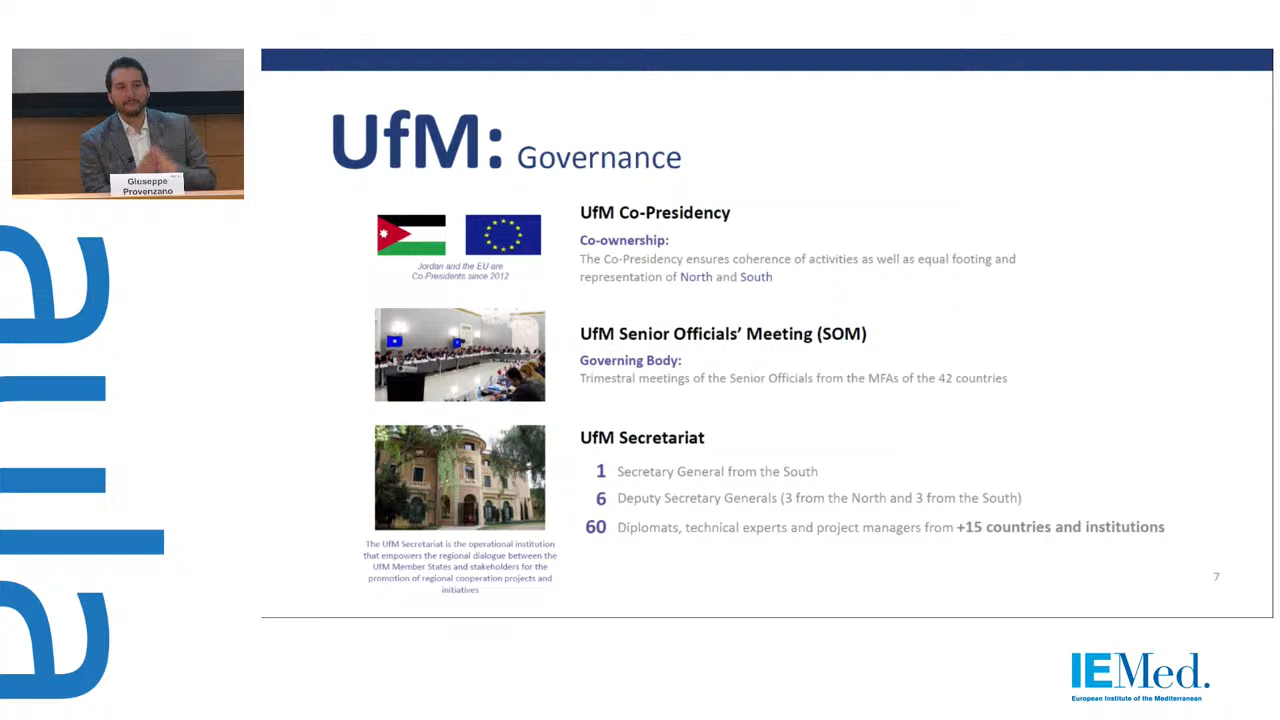 Giuseppe
Provenzano
aula
UfM: Governance
Jordan and the EU are
Co-Presidents since 2012
UfM Co-Presidency
Co-ownership:
The Co-Presidency ensures coherence of activities as well as equal footing and
representation of North and South
UfM Senior Officials’ Meeting (SOM)
Governing Body:
Trimestral meetings of the Senior Officials from the MFAs of the 42 countries
The UfM Secretariat is the operational institution
that empowers the regional dialogue between the
UfM Member States and stakeholders for the
promotion of regional cooperation projects and
initiatives
UfM Secretariat
1 Secretary General from the South
6 Deputy Secretary Generals (3 from the North and 3 from the South)
60 Diplomats, technical experts and project managers from +15 countries and institutions
7
IEMed.
European Institute of the Mediterranean